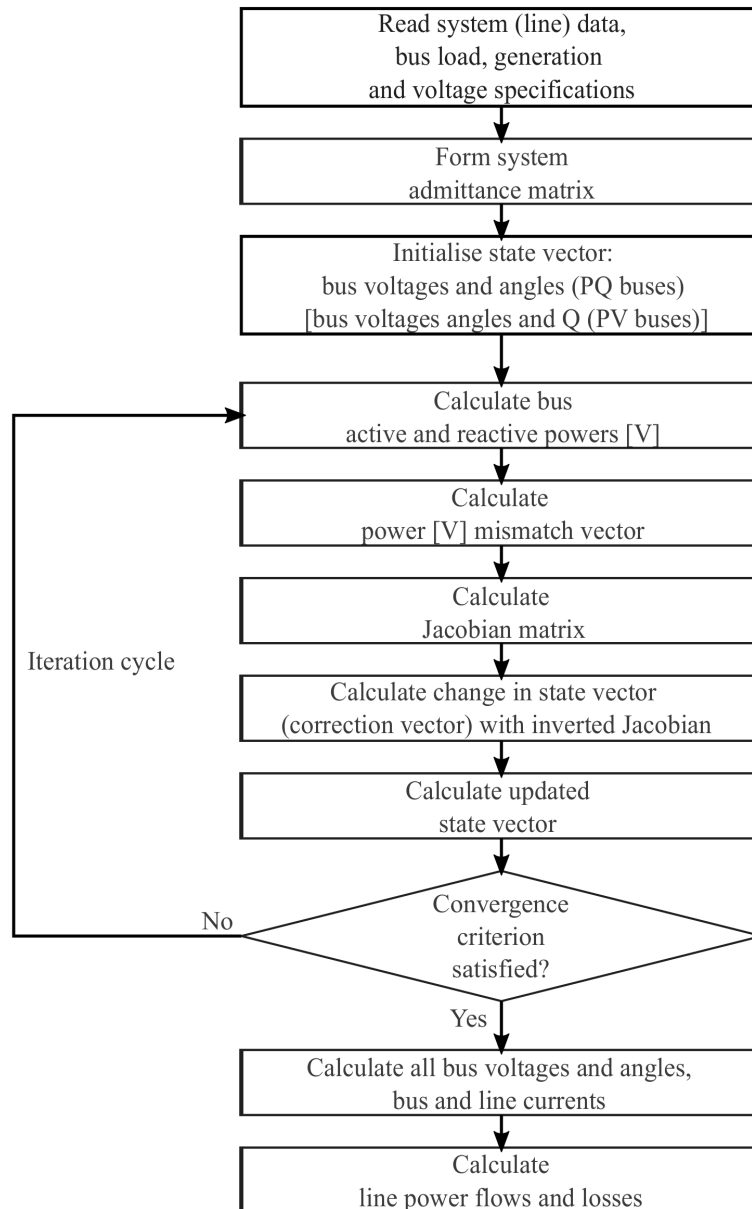 Read system (line) data,
bus load, generation
and voltage specifications
Form system
admittance matrix
Initialise state vector:
bus voltages and angles (PQ buses)
[bus voltages angles and Q (PV buses)]
Calculate bus
active and reactive powers [V]
Calculate
power [V] mismatch vector
Calculate
Jacobian matrix
Iteration cycle
Calculate change in state vector
(correction vector) with inverted Jacobian
Calculate updated
state vector
No
Convergence
criterion
satisfied?
Yes
Calculate all bus voltages and angles,
bus and line currents
Calculate
line power flows and losses